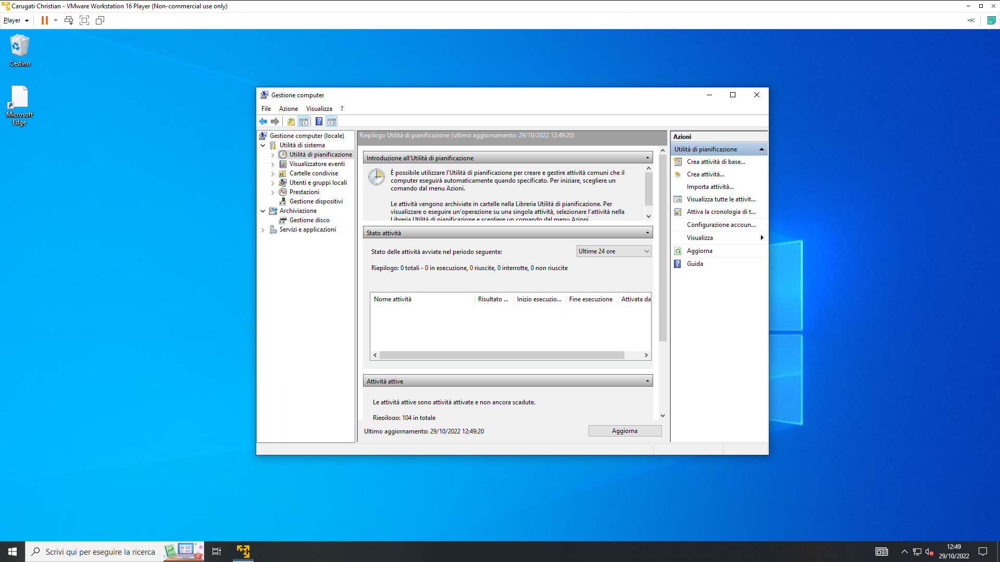 Carugati Christian - VMware Workstation 16 Player (Non-commercial use only)
Player
Cestino
Microsoft
Edge
Gestione computer
File Azione Visualizza ?
Gestione computer (locale)
Utilità di sistema
Utilità di pianificazione
Visualizzatore eventi
Cartelle condivise
Utenti e gruppi locali
Prestazioni
Gestione dispositivi
Archiviazione
Gestione disco
Servizi e applicazioni
Riepilogo Utilità di pianificazione (ultimo aggiornamento: 29/10/2022 12:49:20)
Introduzione all'Utilità di pianificazione
È possibile utilizzare l'Utilità di pianificazione per creare e gestire attività comuni che il
computer eseguirà automaticamente quando specificato. Per iniziare, scegliere un
comando dal menu Azioni.
Le attività vengono archiviate in cartelle nella Libreria Utilità di pianificazione. Per
visualizzare o eseguire un'operazione su una singola attività, selezionare l'attività nella
Libreria Utilità di pianificazione e scegliere un comando dal menu Azioni.
Stato attività
Stato delle attività avviate nel periodo seguente:
Ultime 24 ore
Riepilogo: 0 totali - 0 in esecuzione, 0 riuscite, 0 interrotte, 0 non riuscite
Nome attività Risultato ... Inizio esecuzio... Fine esecuzione Attivata da
Attività attive
Le attività attive sono attività attivate e non ancora scadute.
Riepilogo: 104 in totale
Ultimo aggiornamento: 29/10/2022 12:49:20
Aggiorna
Azioni
Utilità di pianificazione
Crea attività di base...
Crea attività...
Importa attività...
Visualizza tutte le attivit...
Attiva la cronologia di t...
Configurazione accoun...
Visualizza
Aggiorna
Guida
Scrivi qui per eseguire la ricerca
12:49
29/10/2022